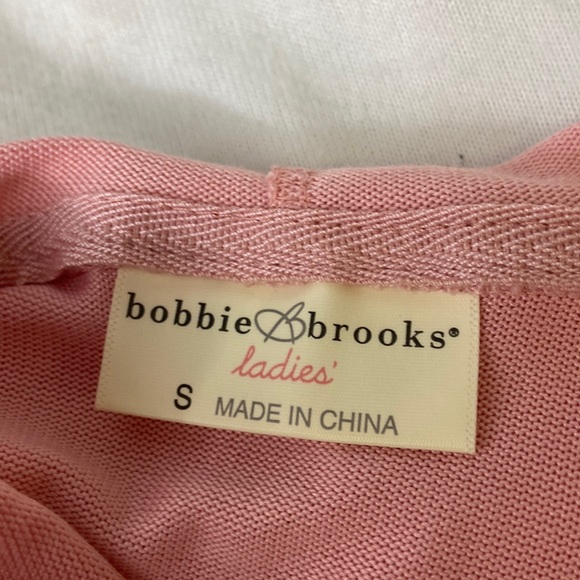 bobbie B brooks®
ladies'
S MADE IN CHINA